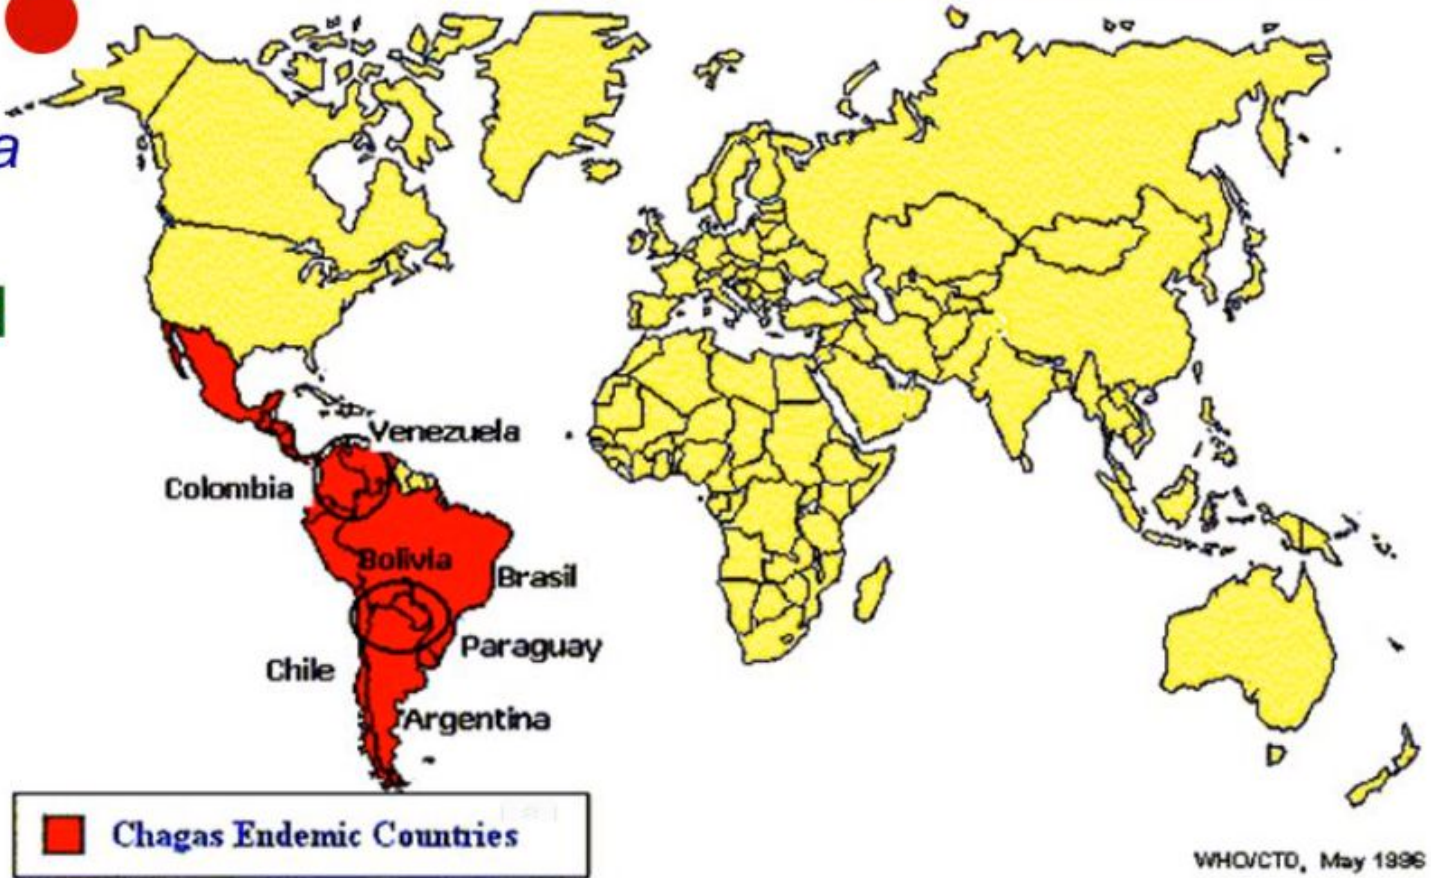 a
Venezuela
Colombia
Bolivia
Brasil
Paraguay
Chile
Argentina
Chagas Endemic Countries
WHO/CTD, May 1996